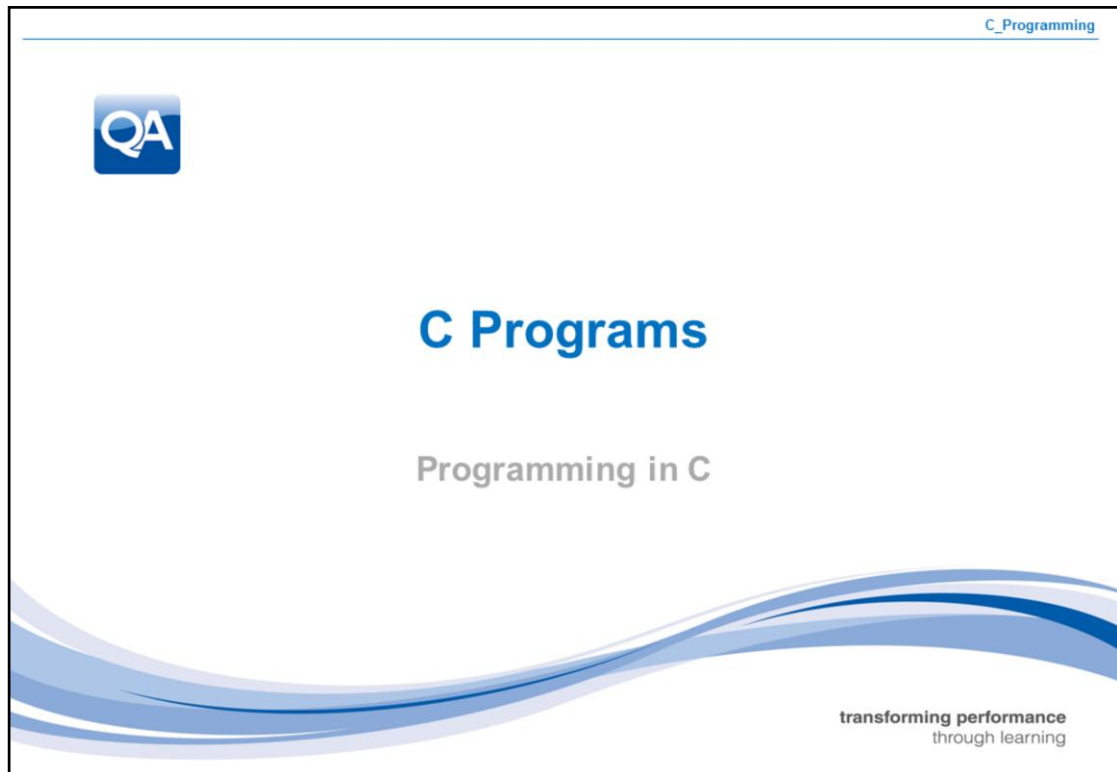 C_Programming
QA
C Programs
Programming in C
transforming performance
through learning